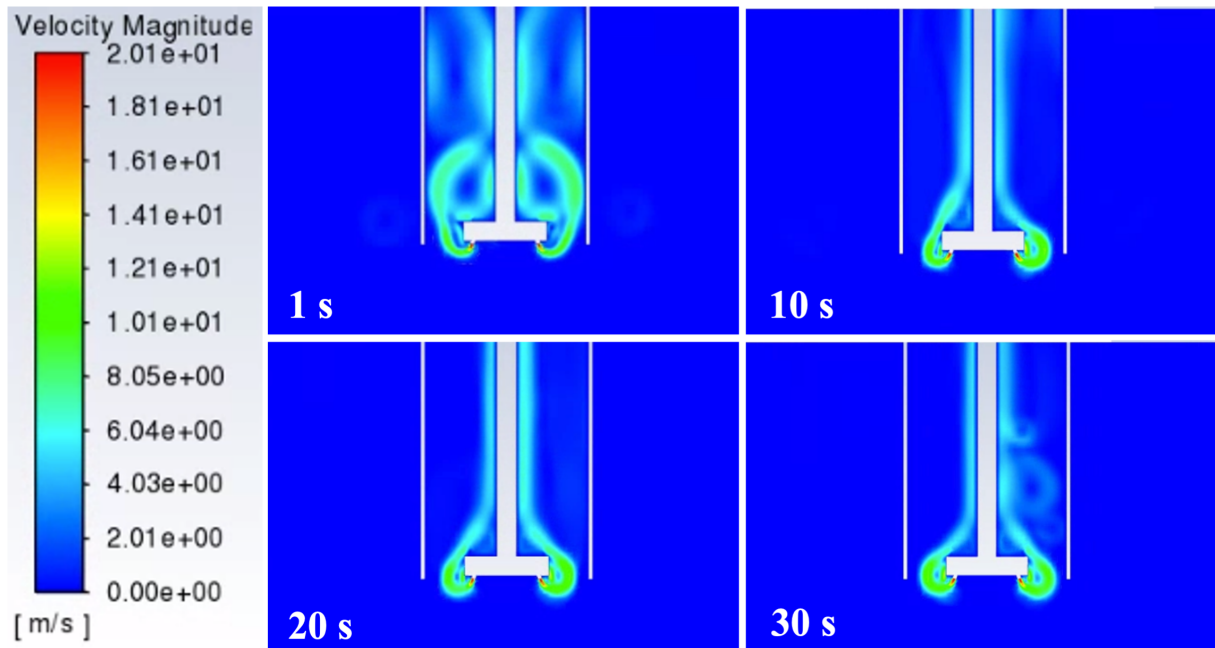 Velocity Magnitude
2.01e+01
1.81e+01
1.61e+01
1.41e+01
1.21e+01
1.01e+01
8.05e+00
6.04e+00
4.03e+00
2.01e+00
0.00e+00
[ m/s ]
1 s
10 s
20 s
30 s